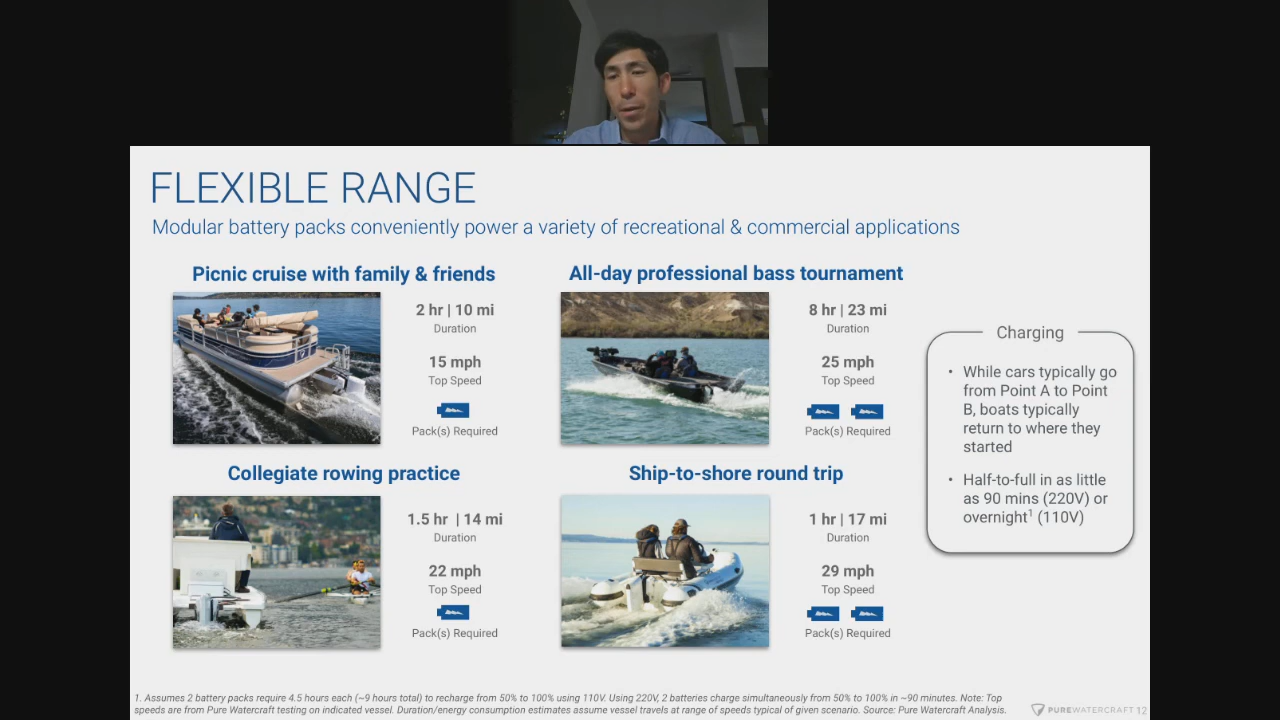 FLEXIBLE RANGE
Modular battery packs conveniently power a variety of recreational & commercial applications
Picnic cruise with family & friends
2 hr | 10 mi
Duration
15 mph
Top Speed
Pack(s) Required
All-day professional bass tournament
8 hr | 23 mi
Duration
25 mph
Top Speed
Pack(s) Required
Collegiate rowing practice
1.5 hr | 14 mi
Duration
22 mph
Top Speed
Pack(s) Required
Ship-to-shore round trip
1 hr | 17 mi
Duration
29 mph
Top Speed
Pack(s) Required
Charging
• While cars typically go
from Point A to Point
B, boats typically
return to where they
started
• Half-to-full in as little
as 90 mins (220V) or
overnight¹ (110V)
1. Assumes 2 battery packs require 4.5 hours each (~9 hours total) to recharge from 50% to 100% using 110V. Using 220V, 2 batteries charge simultaneously from 50% to 100% in ~90 minutes. Note: Top
speeds are from Pure Watercraft testing on indicated vessel. Duration/energy consumption estimates assume vessel travels at range of speeds typical of given scenario. Source: Pure Watercraft Analysis.
PUREWATERCRAFT 12